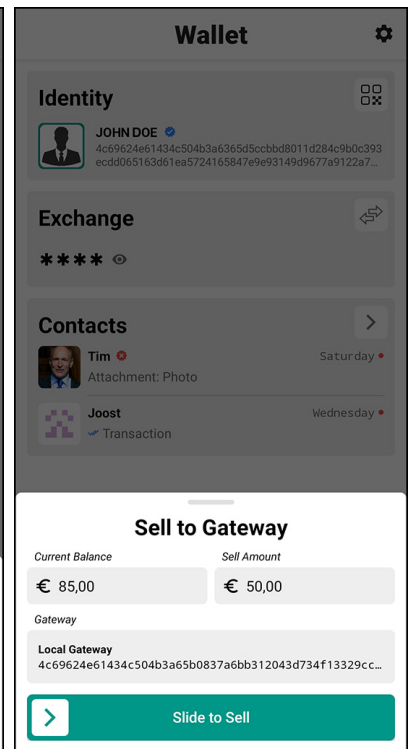 Wallet
Identity
JOHN DOE
4c69624e61434c504b3a6365d5ccbbd8011d284c9b0c393
ecdd065163d61ea5724165847e9e93149d9677a9122a7...
Exchange
****
Contacts
Tim
Saturday
Attachment: Photo
Joost
Wednesday
Transaction
Sell to Gateway
Current Balance
Sell Amount
€ 85,00
€ 50,00
Gateway
Local Gateway
4c69624e61434c504b3a65b0837a6bb312043d734f13329cc…
Slide to Sell